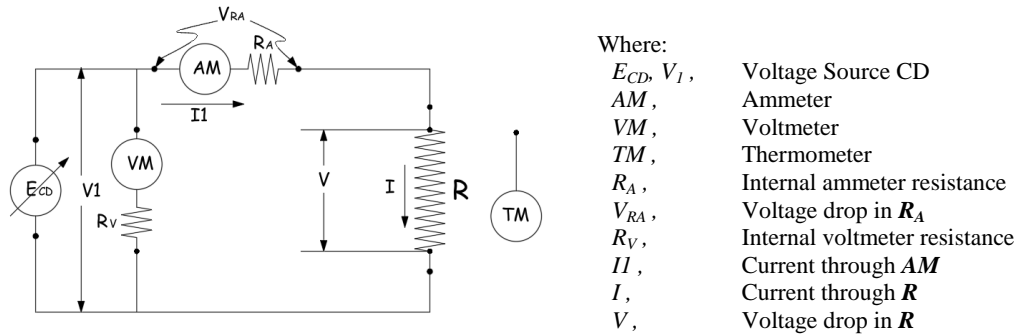 VRA
RA
AM
I1
VM
ECD
V1
V
I
R
RV
TM
Where:
ECD, V1 , Voltage Source CD
AM , Ammeter
VM , Voltmeter
TM , Thermometer
RA , Internal ammeter resistance
VRA , Voltage drop in RA
RV , Internal voltmeter resistance
I1 , Current through AM
I , Current through R
V , Voltage drop in R